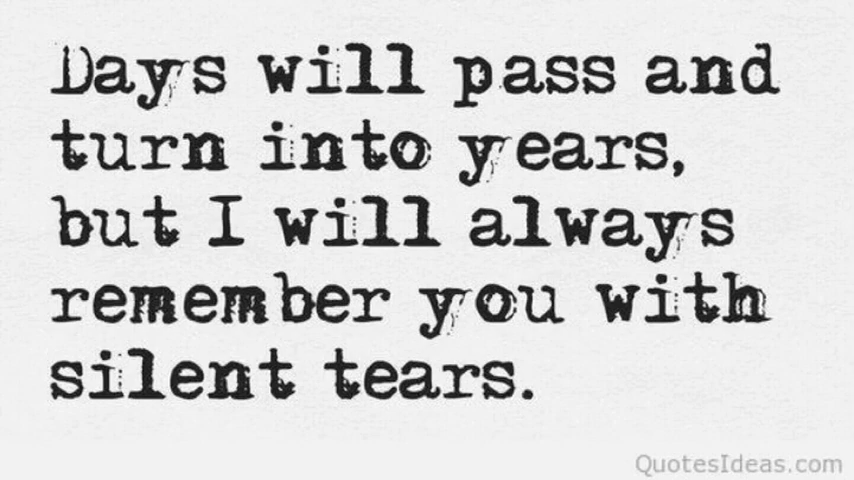 Days will pass and
turn into years,
but I will always
remember you with
silent tears.
QuotesIdeas.com